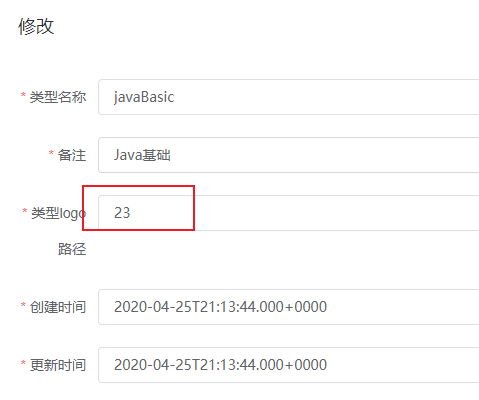 修改
* 类型名称 javaBasic
* 备注 Java基础
* 类型logo 23
路径
* 创建时间 2020-04-25T21:13:44.000+0000
* 更新时间 2020-04-25T21:13:44.000+0000